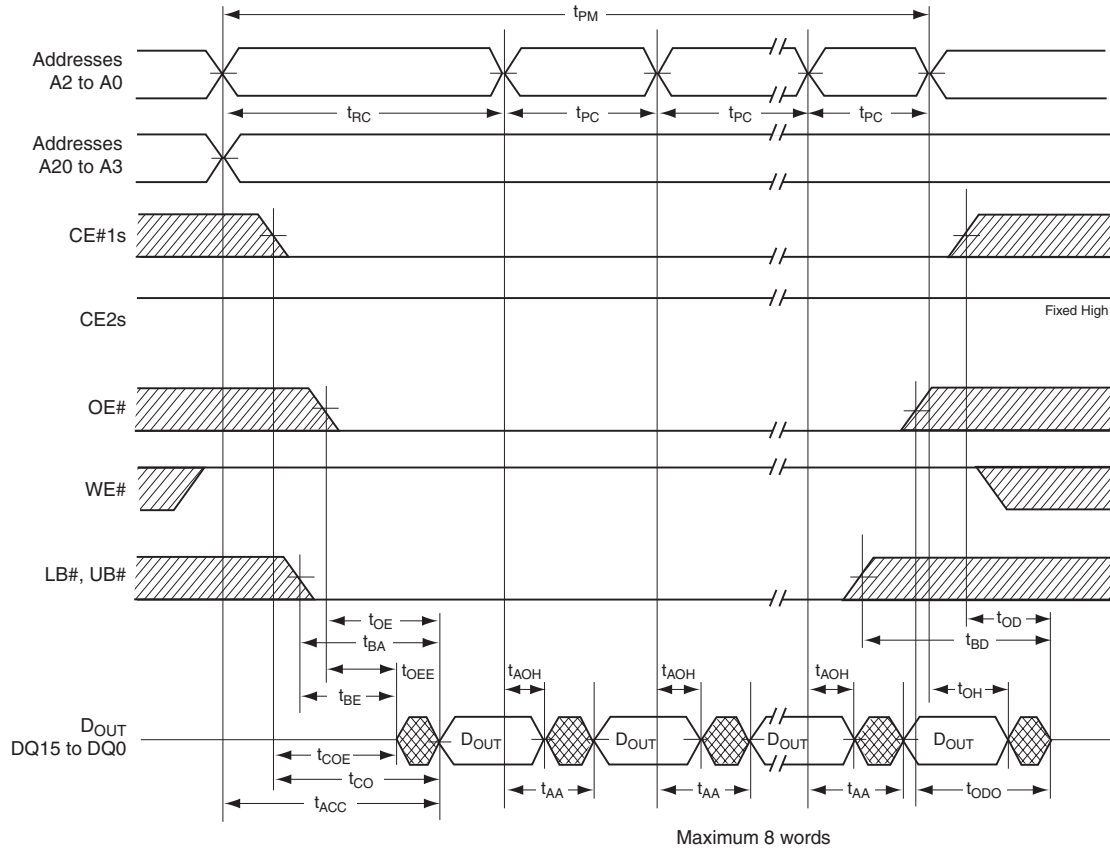 tPM
Addresses
A2 to A0
tRC
tPC
tPC
tPC
Addresses
A20 to A3
CE#1s
CE2s
Fixed High
OE#
WE#
LB#, UB#
tOE
tOD
tBA
tBD
tOEE
tAOH
tAOH
tAOH
tBE
tOH
DOUT
DQ15 to DQ0
DOUT
DOUT
DOUT
DOUT
tCOE
tCO
tAA
tAA
tAA
tODO
tACC
Maximum 8 words